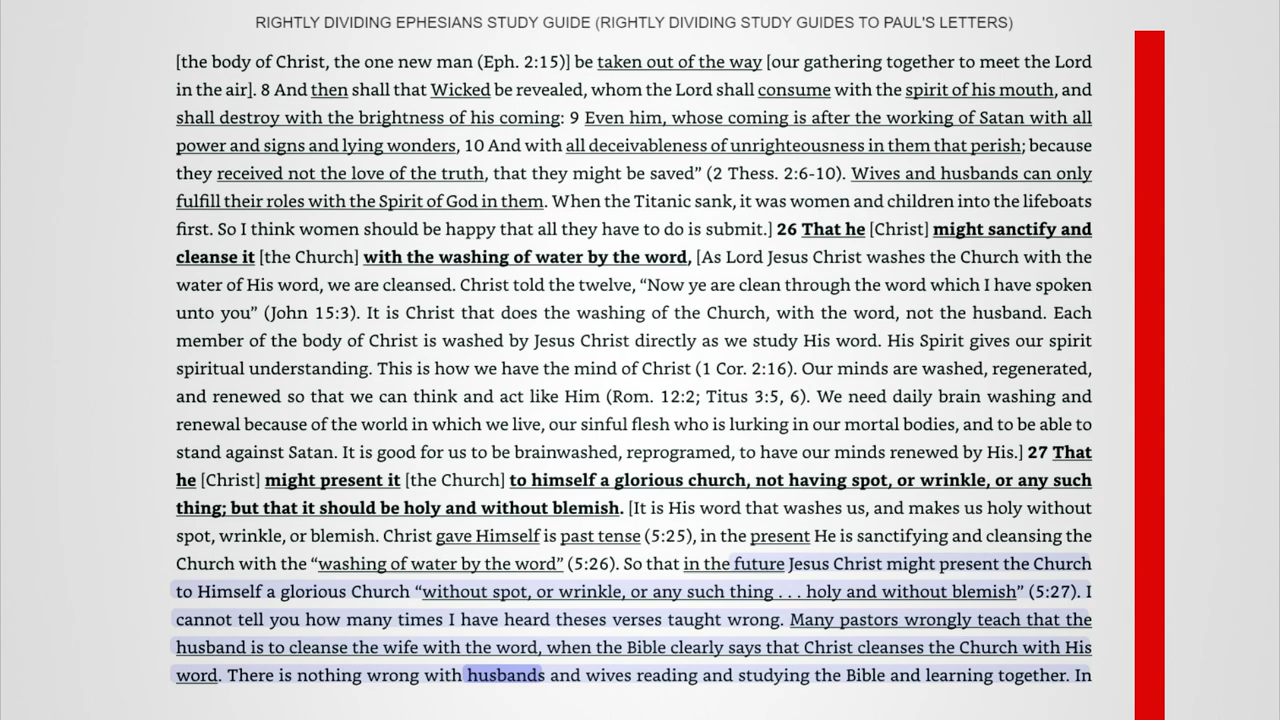 RIGHTLY DIVIDING EPHESIANS STUDY GUIDE (RIGHTLY DIVIDING STUDY GUIDES TO PAUL'S LETTERS)
[the body of Christ, the one new man (Eph. 2:15)] be taken out of the way [our gathering together to meet the Lord
in the air]. 8 And then shall that Wicked be revealed, whom the Lord shall consume with the spirit of his mouth, and
shall destroy with the brightness of his coming: 9 Even him, whose coming is after the working of Satan with all
power and signs and lying wonders, 10 And with all deceivableness of unrighteousness in them that perish; because
they received not the love of the truth, that they might be saved” (2 Thess. 2:6-10). Wives and husbands can only
fulfill their roles with the Spirit of God in them. When the Titanic sank, it was women and children into the lifeboats
first. So I think women should be happy that all they have to do is submit.] 26 That he [Christ] might sanctify and
cleanse it [the Church] with the washing of water by the word, [As Lord Jesus Christ washes the Church with the
water of His word, we are cleansed. Christ told the twelve, “Now ye are clean through the word which I have spoken
unto you” (John 15:3). It is Christ that does the washing of the Church, with the word, not the husband. Each
member of the body of Christ is washed by Jesus Christ directly as we study His word. His Spirit gives our spirit
spiritual understanding. This is how we have the mind of Christ (1 Cor. 2:16). Our minds are washed, regenerated,
and renewed so that we can think and act like Him (Rom. 12:2; Titus 3:5, 6). We need daily brain washing and
renewal because of the world in which we live, our sinful flesh who is lurking in our mortal bodies, and to be able to
stand against Satan. It is good for us to be brainwashed, reprogramed, to have our minds renewed by His.] 27 That
he [Christ] might present it [the Church] to himself a glorious church, not having spot, or wrinkle, or any such
thing; but that it should be holy and without blemish. [It is His word that washes us, and makes us holy without
spot, wrinkle, or blemish. Christ gave Himself is past tense (5:25), in the present He is sanctifying and cleansing the
Church with the “washing of water by the word” (5:26). So that in the future Jesus Christ might present the Church
to Himself a glorious Church “without spot, or wrinkle, or any such thing . . . holy and without blemish” (5:27). I
cannot tell you how many times I have heard theses verses taught wrong. Many pastors wrongly teach that the
husband is to cleanse the wife with the word, when the Bible clearly says that Christ cleanses the Church with His
word. There is nothing wrong with husbands and wives reading and studying the Bible and learning together. In